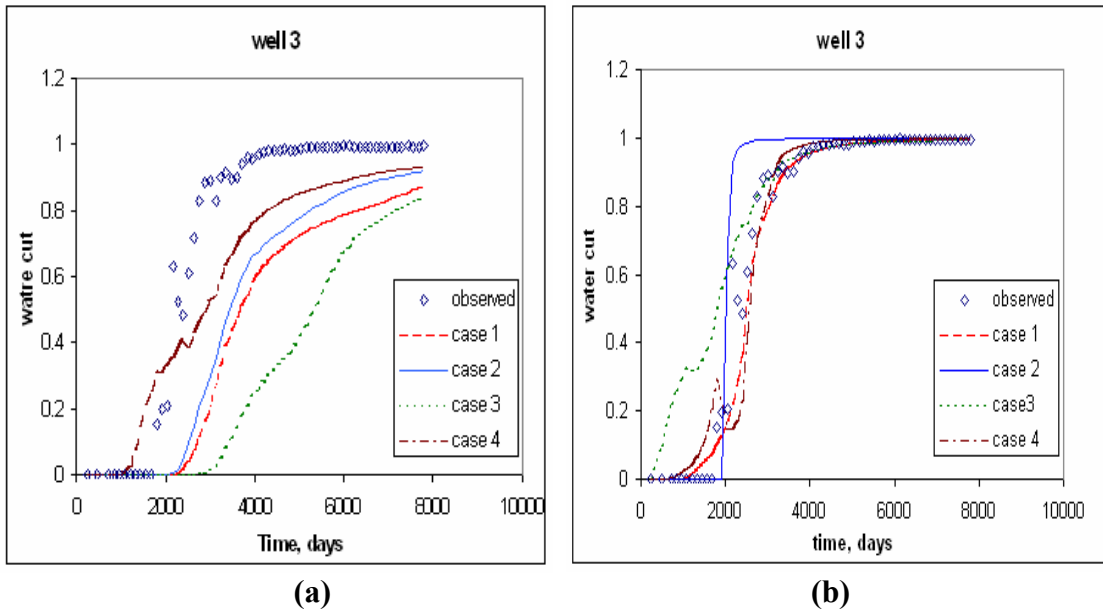 well 3
1.2
1
0.8
0.6
0.4
0.2
0
watre cut
0 2000 4000 6000 8000 10000
Time, days
observed
case 1
case 2
case 3
case 4
(a)
well 3
1.2
1
0.8
0.6
0.4
0.2
0
water cut
0 2000 4000 6000 8000 10000
time, days
observed
case 1
case 2
case3
case 4
(b)